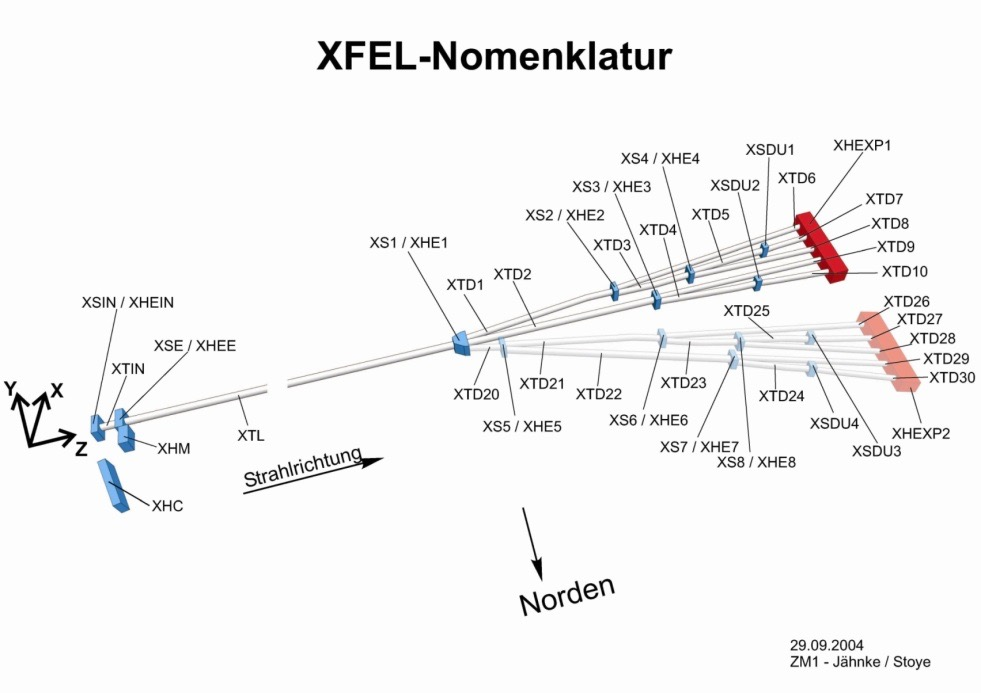 XFEL-Nomenklatur
XSDU1
XHEXP1
XS4 / XHE4
XTD6
XSDU2
XS3 / XHE3
XTD7
XTD5
XS2 / XHE2
XTD8
XTD4
XS1 / XHE1
XTD3
XTD9
XTD10
XTD2
XTD1
XTD26
XSIN / XHEIN
XTD25
XTD27
XTD28
XSE / XHEE
XTD29
XTIN
XTD30
Y
X
XTD21
XTD23
XTD20
XTD22
XTD24
Z
XTL
XS6 / XHE6
XSDU4
XS5 / XHE5
XHEXP2
XHM
XS7 / XHE7
XSDU3
XS8 / XHE8
Strahlrichtung
XHC
Norden
29.09.2004
ZM1 - Jähnke / Stoye